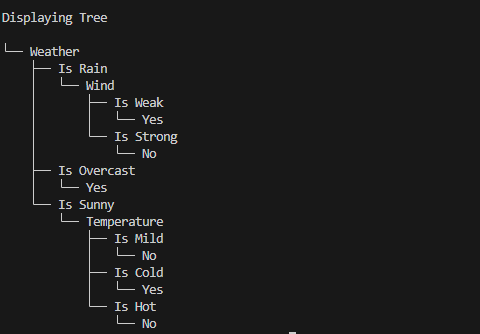 Displaying Tree
Weather
Is Rain
Wind
Is Weak
Yes
Is Strong
No
Is Overcast
Yes
Is Sunny
Temperature
Is Mild
No
Is Cold
Yes
Is Hot
No